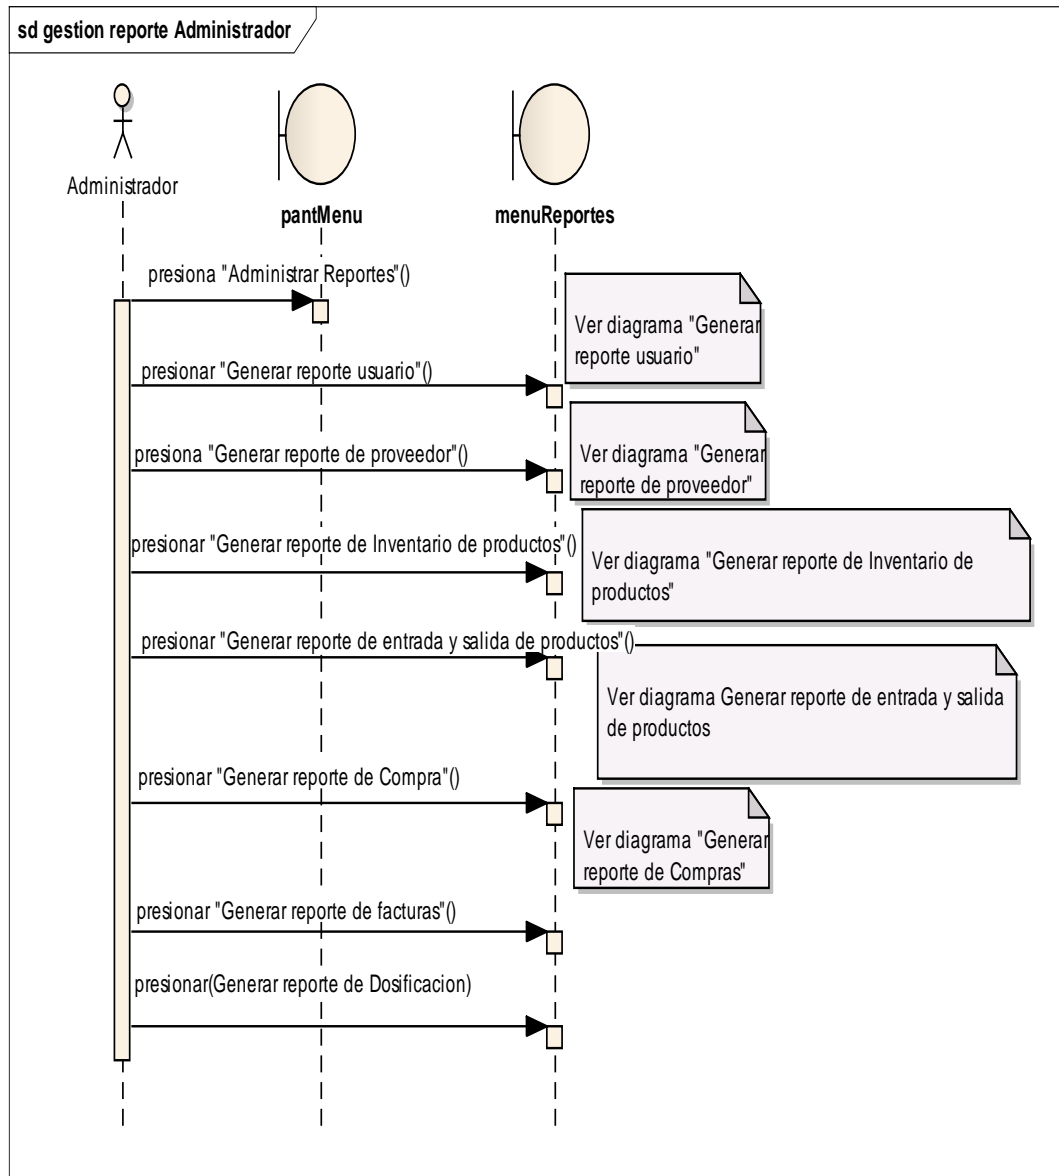 sd gestion reporte Administrador
Administrador
pantMenu
menuReportes
presiona "Administrar Reportes"()
Ver diagrama "Generar
reporte usuario"
presionar "Generar reporte usuario"()
presiona "Generar reporte de proveedor"()
Ver diagrama "Generar
reporte de proveedor"
presionar "Generar reporte de Inventario de productos"()
Ver diagrama "Generar reporte de Inventario de
productos"
presionar "Generar reporte de entrada y salida de productos"()
Ver diagrama Generar reporte de entrada y salida
de productos
presionar "Generar reporte de Compra"()
Ver diagrama "Generar
reporte de Compras"
presionar "Generar reporte de facturas"()
presionar(Generar reporte de Dosificacion)